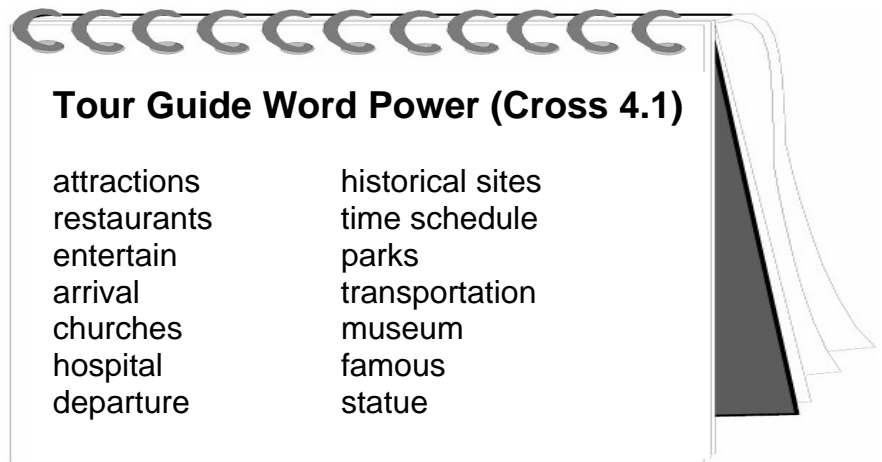 Tour Guide Word Power (Cross 4.1)
attractions
restaurants
entertain
arrival
churches
hospital
departure
historical sites
time schedule
parks
transportation
museum
famous
statue